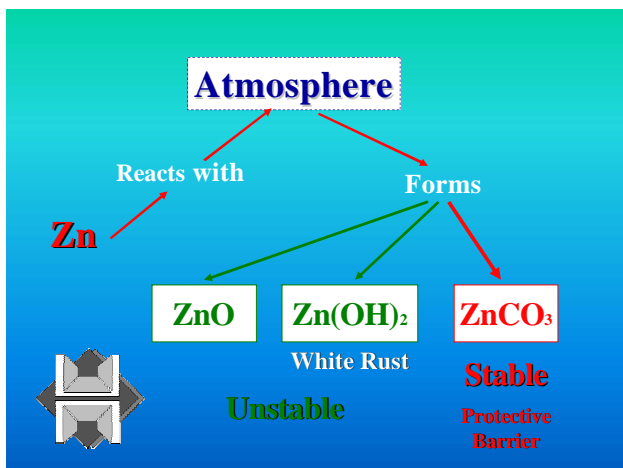 Atmosphere
Reacts with
Forms
Zn
ZnO
Zn(OH)₂
ZnCO₃
White Rust
Stable
Unstable
Protective
Barrier